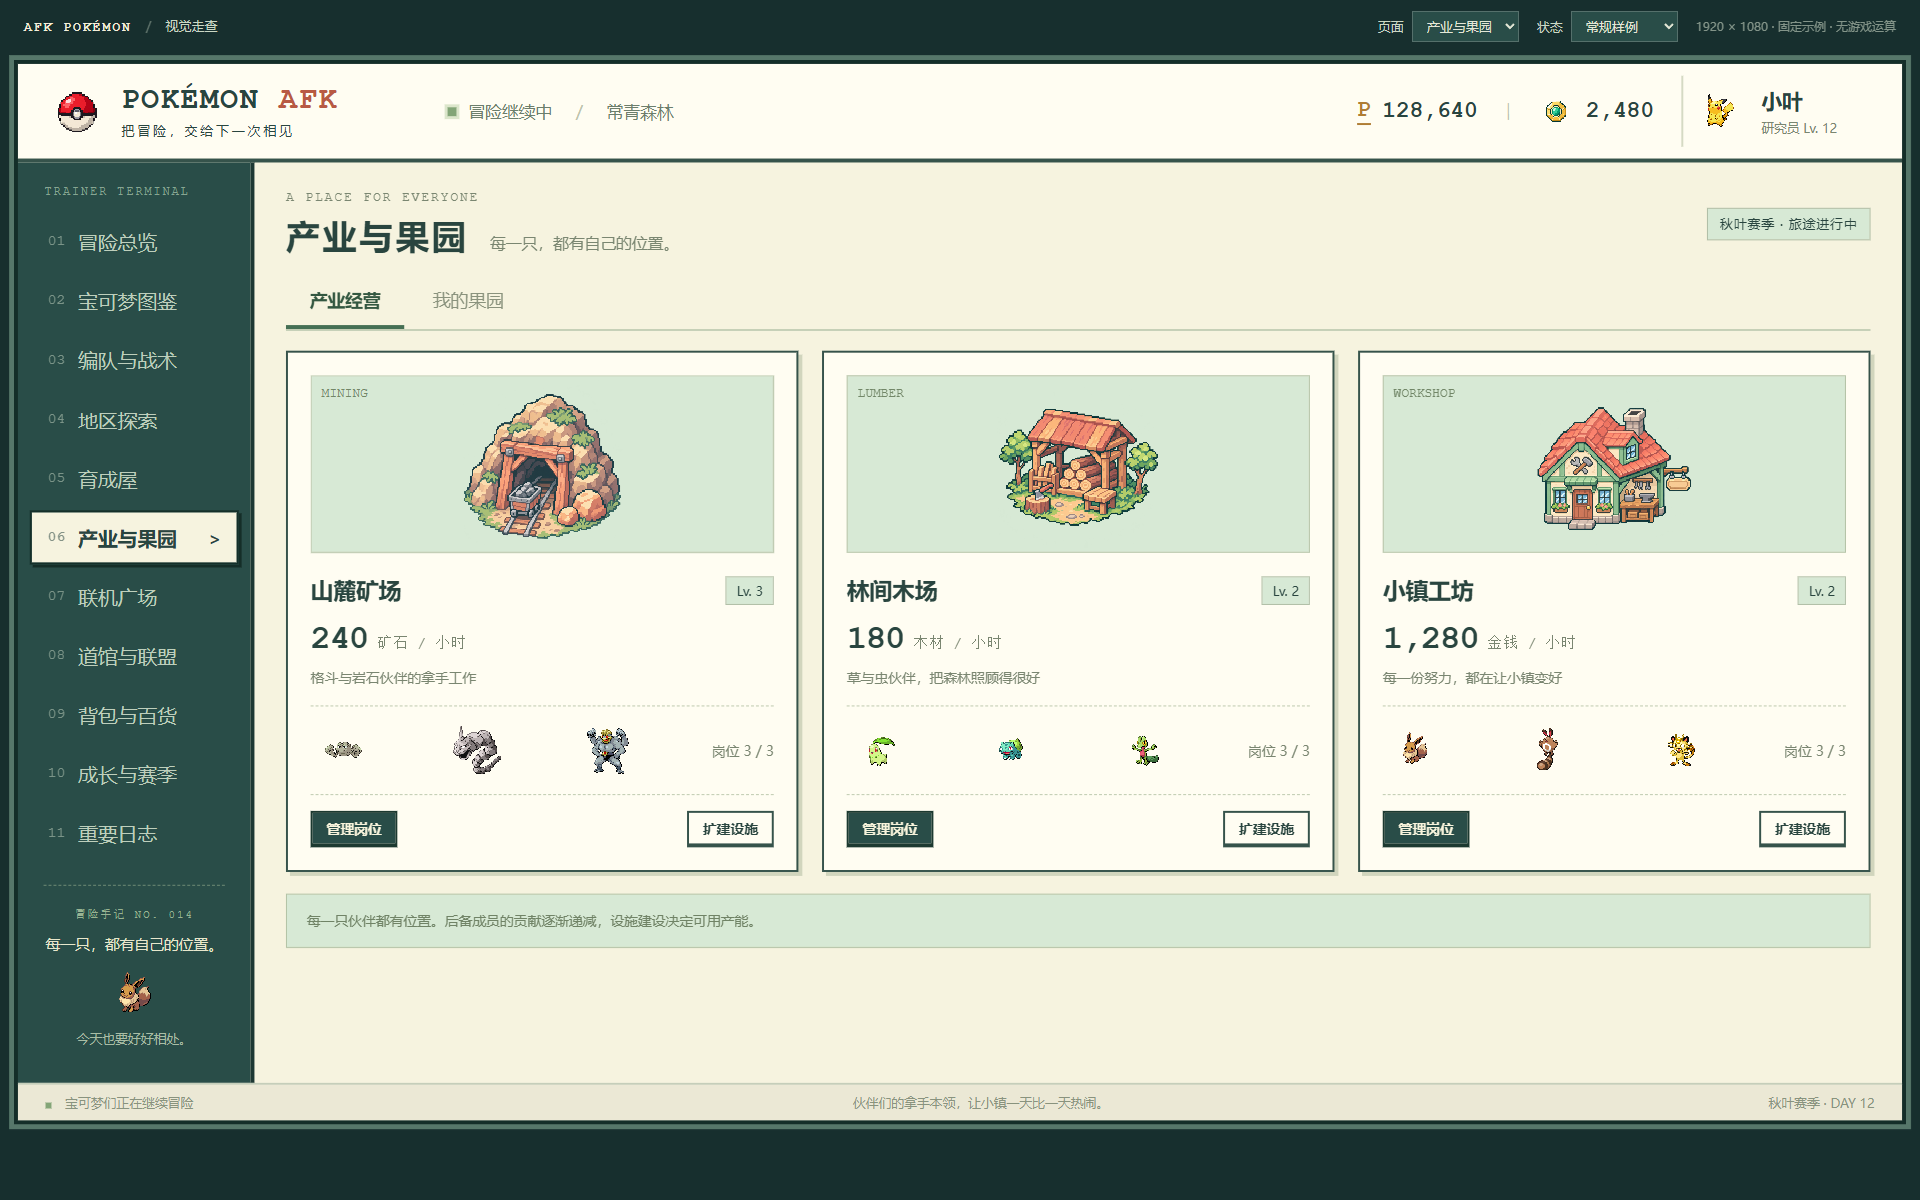 AFK POKÉMON / 视觉走查
页面 产业与果园 状态 常规样例 1920 × 1080 · 固定示例 · 无游戏运算
POKÉMON AFK
把冒险，交给下一次相见
冒险继续中 / 常青森林
P 128,640 | 2,480
小叶
研究员 Lv. 12
TRAINER TERMINAL
01 冒险总览
02 宝可梦图鉴
03 编队与战术
04 地区探索
05 育成屋
06 产业与果园 >
07 联机广场
08 道馆与联盟
09 背包与百货
10 成长与赛季
11 重要日志
冒险手记 NO. 014
每一只，都有自己的位置。
今天也要好好相处。
A PLACE FOR EVERYONE
产业与果园 每一只，都有自己的位置。
秋叶赛季 · 旅途进行中
产业经营 我的果园
MINING
山麓矿场 Lv. 3
240 矿石 / 小时
格斗与岩石伙伴的拿手工作
岗位 3 / 3
管理岗位 扩建设施
LUMBER
林间木场 Lv. 2
180 木材 / 小时
草与虫伙伴，把森林照顾得很好
岗位 3 / 3
管理岗位 扩建设施
WORKSHOP
小镇工坊 Lv. 2
1,280 金钱 / 小时
每一份努力，都在让小镇变好
岗位 3 / 3
管理岗位 扩建设施
每一只伙伴都有位置。后备成员的贡献逐渐递减，设施建设决定可用产能。
宝可梦们正在继续冒险
伙伴们的拿手本领，让小镇一天比一天热闹。
秋叶赛季 · DAY 12